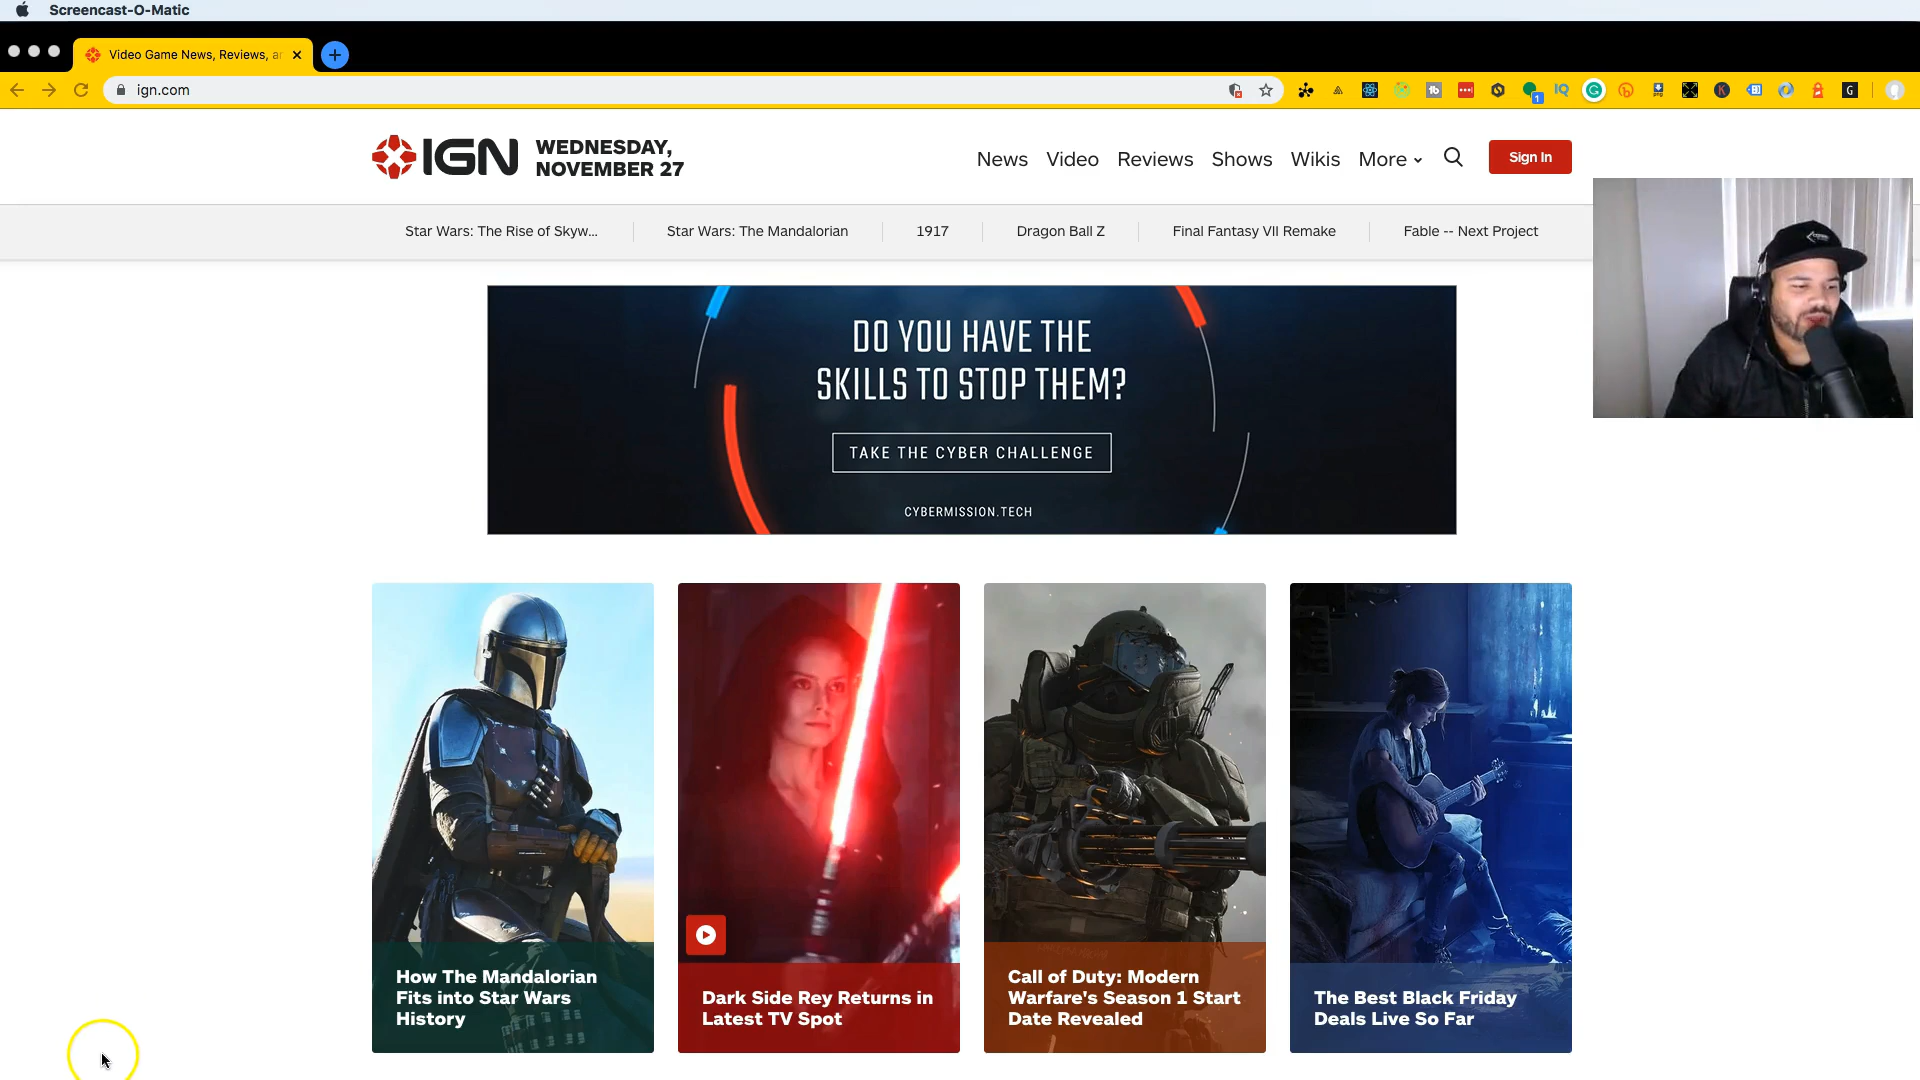 Screencast-O-Matic
Video Game News, Reviews, a
ign.com
IGN
WEDNESDAY,
NOVEMBER 27
News Video Reviews Shows Wikis More
Sign In
Star Wars: The Rise of Skyw... Star Wars: The Mandalorian 1917 Dragon Ball Z Final Fantasy VII Remake Fable -- Next Project
DO YOU HAVE THE
SKILLS TO STOP THEM?
TAKE THE CYBER CHALLENGE
CYBERMISSION.TECH
How The Mandalorian
Fits into Star Wars
History
Dark Side Rey Returns in
Latest TV Spot
Call of Duty: Modern
Warfare's Season 1 Start
Date Revealed
The Best Black Friday
Deals Live So Far